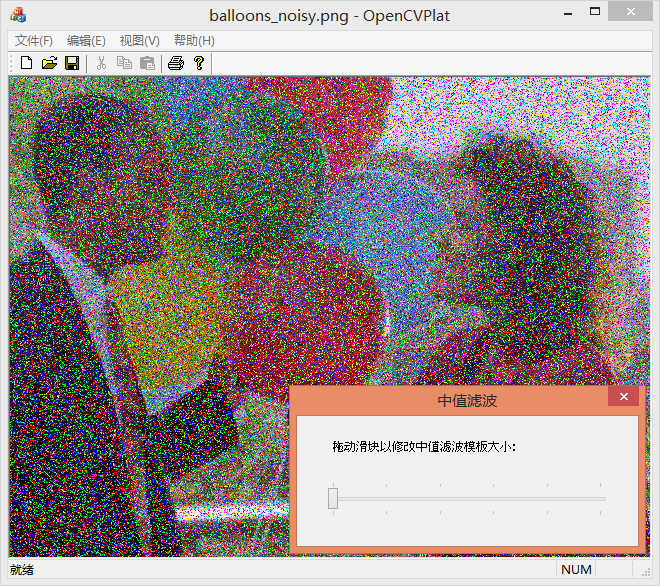 balloons_noisy.png - OpenCVPlat
文件(F) 编辑(E) 视图(V) 帮助(H)
中值滤波
拖动滑块以修改中值滤波模板大小:
就绪 NUM